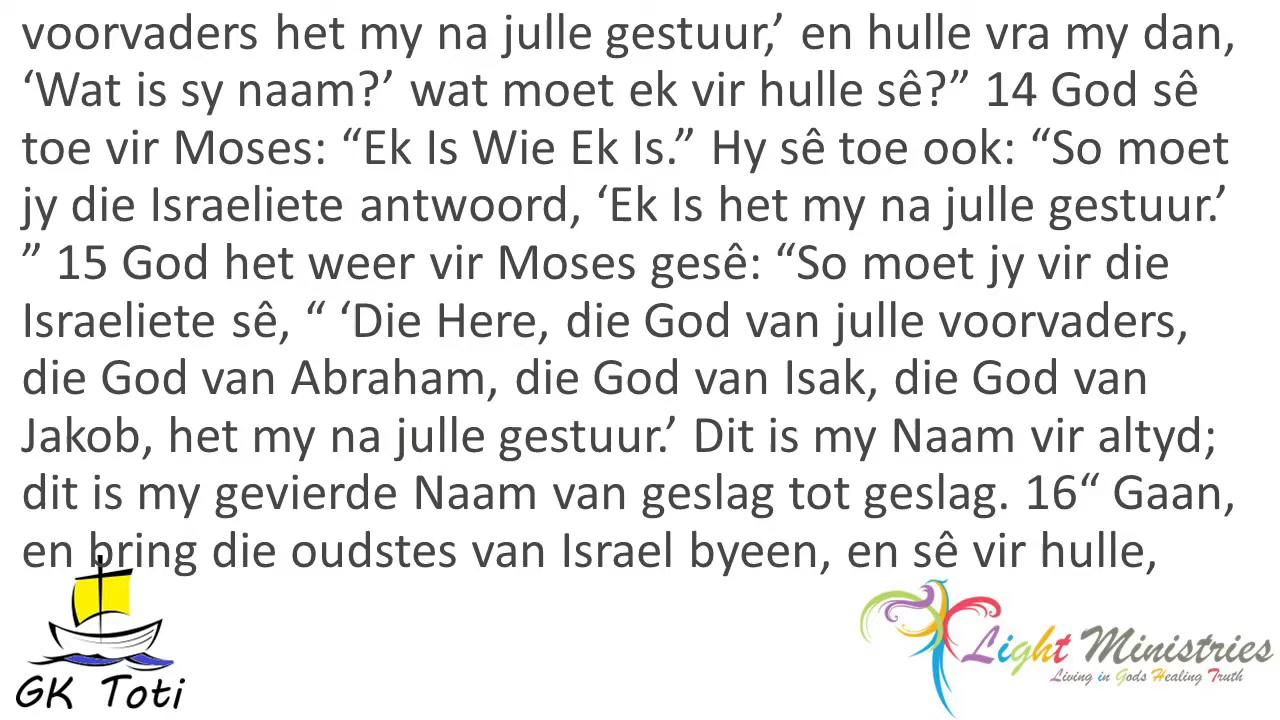 voorvaders het my na julle gestuur,’ en hulle vra my dan,
‘Wat is sy naam?’ wat moet ek vir hulle sê?” 14 God sê
toe vir Moses: “Ek Is Wie Ek Is.” Hy sê toe ook: “So moet
jy die Israeliete antwoord, ‘Ek Is het my na julle gestuur.’
” 15 God het weer vir Moses gesê: “So moet jy vir die
Israeliete sê, “ ‘Die Here, die God van julle voorvaders,
die God van Abraham, die God van Isak, die God van
Jakob, het my na julle gestuur.’ Dit is my Naam vir altyd;
dit is my gevierde Naam van geslag tot geslag. 16“ Gaan,
en bring die oudstes van Israel byeen, en sê vir hulle,
GK Toti
Light Ministries
Living in Gods Healing Truth